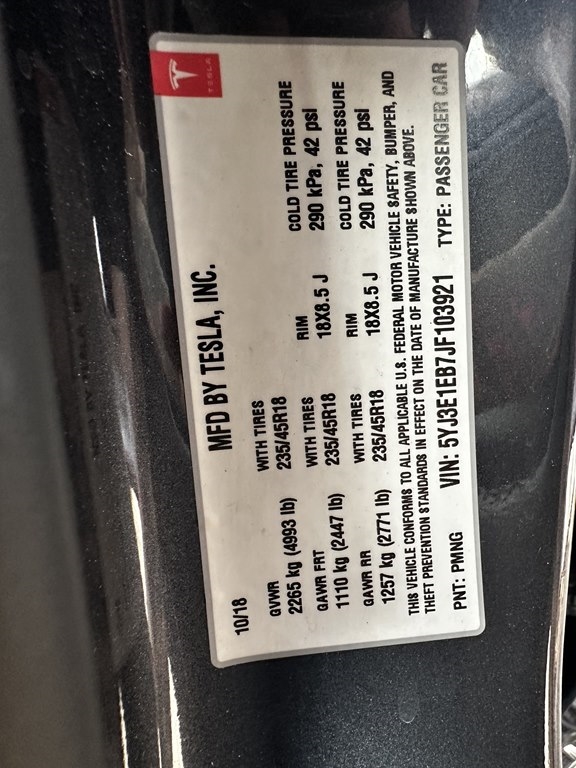 TESLA
MFD BY TESLA, INC.
10/18
GVWR WITH TIRES RIM COLD TIRE PRESSURE
2265 kg (4993 lb) 235/45R18 18X8.5 J 290 kPa, 42 psi
GAWR FRT WITH TIRES RIM COLD TIRE PRESSURE
1110 kg (2447 lb) 235/45R18 18X8.5 J 290 kPa, 42 psi
GAWR RR WITH TIRES
1257 kg (2771 lb) 235/45R18
THIS VEHICLE CONFORMS TO ALL APPLICABLE U.S. FEDERAL MOTOR VEHICLE SAFETY, BUMPER, AND
THEFT PREVENTION STANDARDS IN EFFECT ON THE DATE OF MANUFACTURE SHOWN ABOVE.
PNT: PMNG VIN: 5YJ3E1EB7JF103921 TYPE: PASSENGER CAR